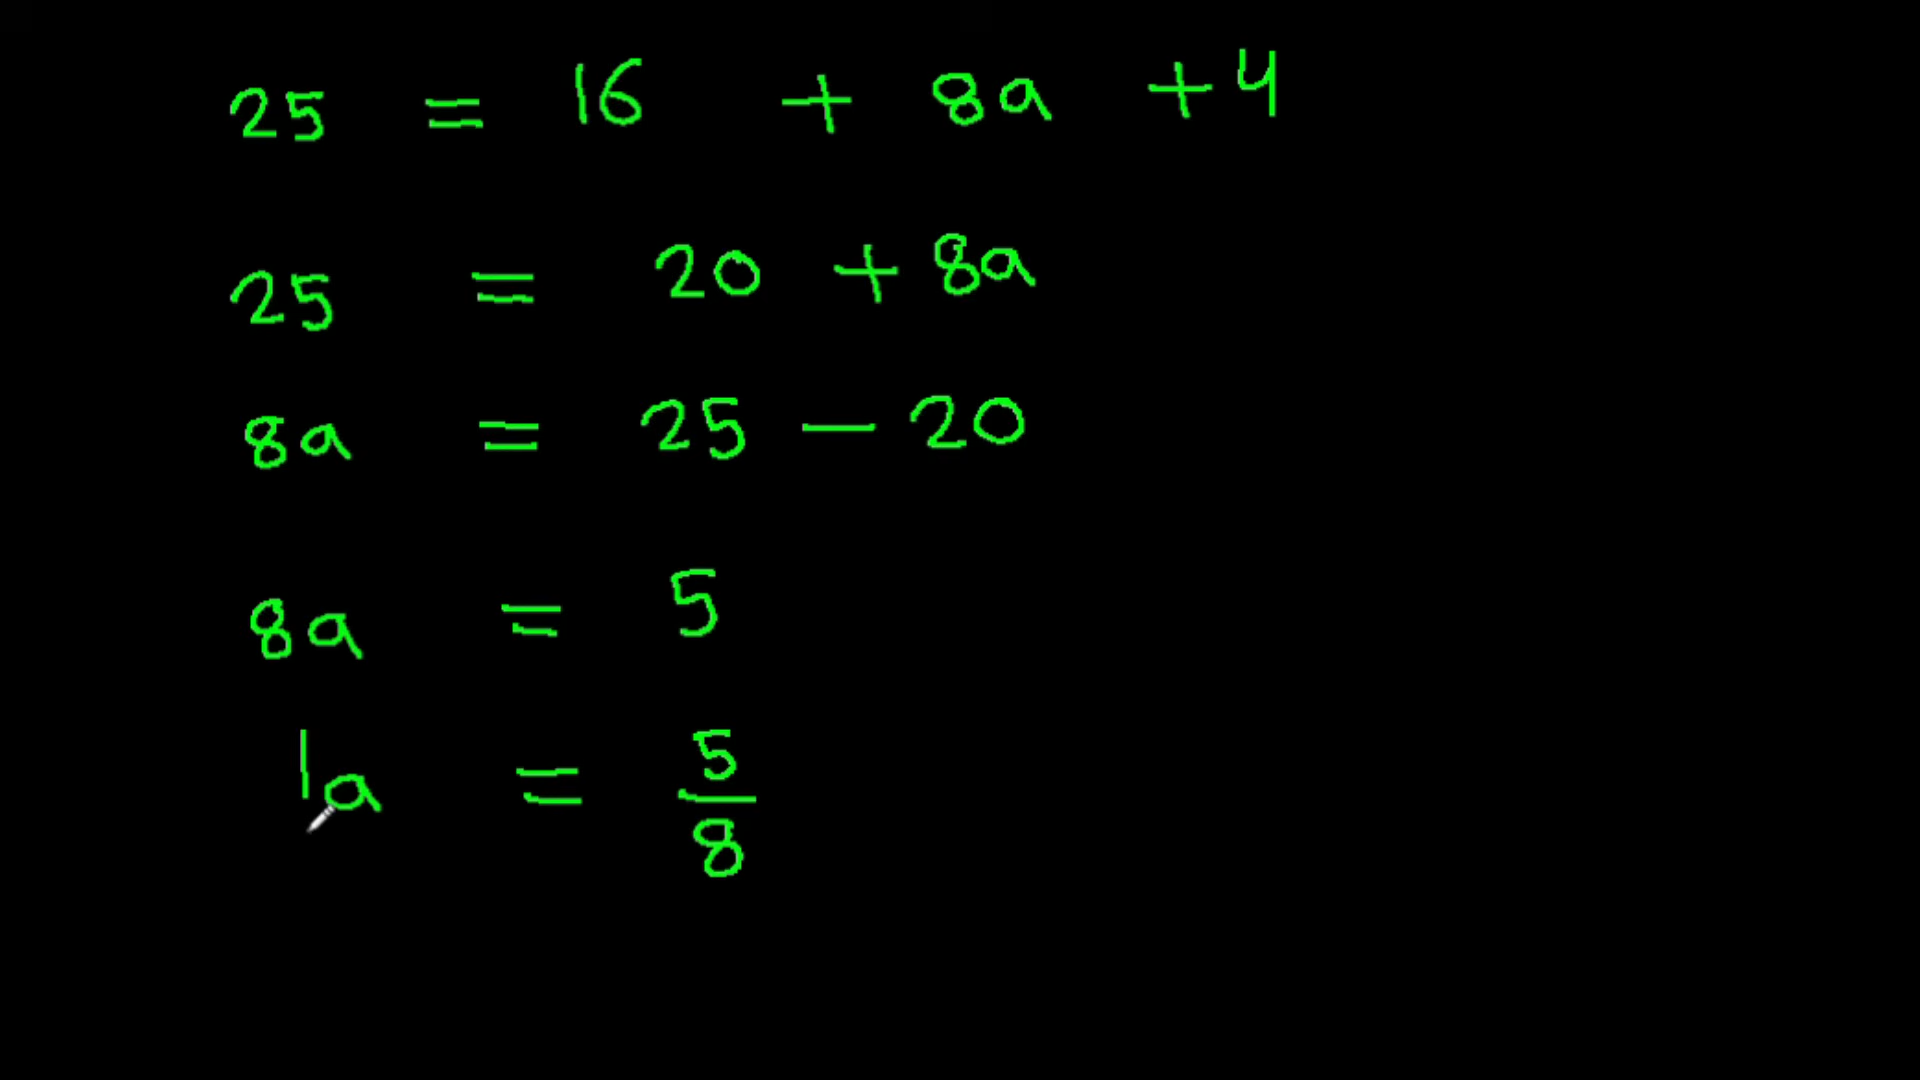 25 = 16 + 8a + 4
25 = 20 + 8a
8a = 25 - 20
8a = 5
1a = 5/8